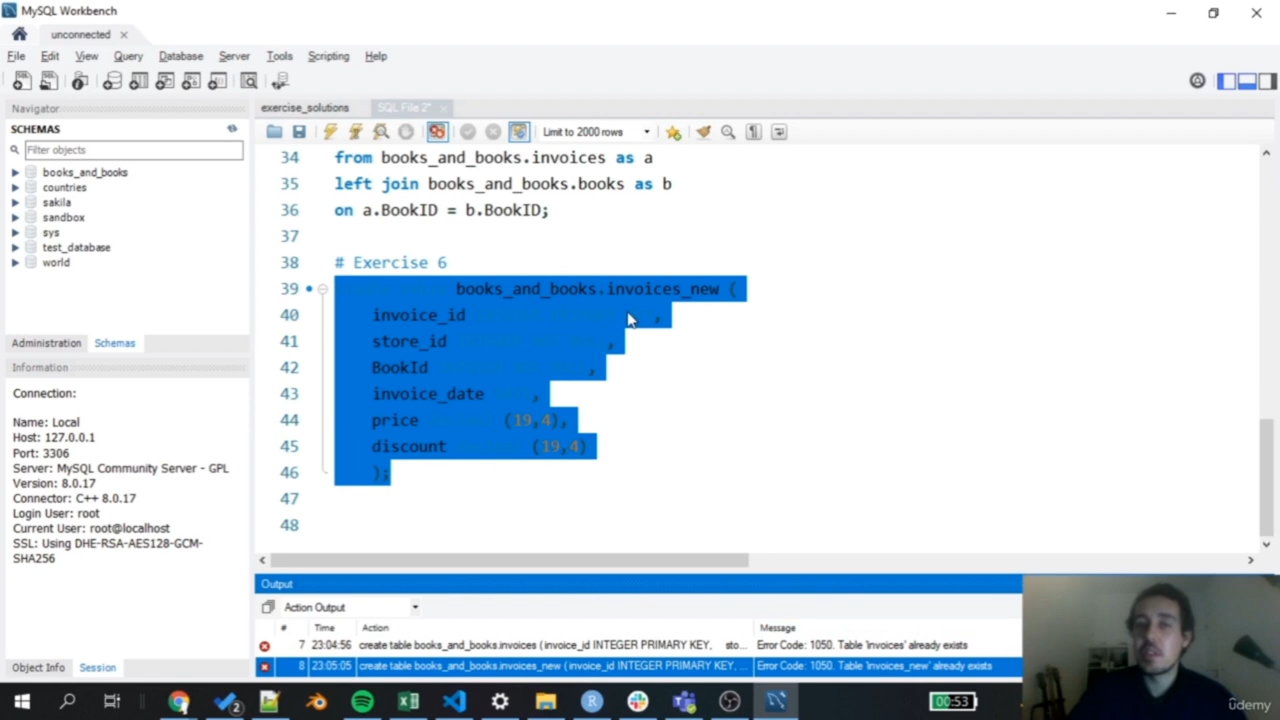 MySQL Workbench
unconnected
File Edit View Query Database Server Tools Scripting Help
Navigator
SCHEMAS
Filter objects
books_and_books
countries
sakila
sandbox
sys
test_database
world
Administration Schemas
Information
Connection:
Name: Local
Host: 127.0.0.1
Port: 3306
Server: MySQL Community Server - GPL
Version: 8.0.17
Connector: C++ 8.0.17
Login User: root
Current User: root@localhost
SSL: Using DHE-RSA-AES128-GCM-
SHA256
Object Info Session
exercise_solutions SQL File 2*
Limit to 2000 rows
34 from books_and_books.invoices as a
35 left join books_and_books.books as b
36 on a.BookID = b.BookID;
37
38 # Exercise 6
39 books_and_books.invoices_new (
40 invoice_id ,
41 store_id ,
42 BookId ,
43 invoice_date ,
44 price (19,4),
45 discount (19,4)
46 );
47
48
Output
Action Output
# Time Action Message
7 23:04:56 create table books_and_books.invoices ( invoice_id INTEGER PRIMARY KEY, sto... Error Code: 1050. Table 'invoices' already exists
8 23:05:05 create table books_and_books.invoices_new ( invoice_id INTEGER PRIMARY KEY, ... Error Code: 1050. Table 'invoices_new' already exists
2
00:53
udemy